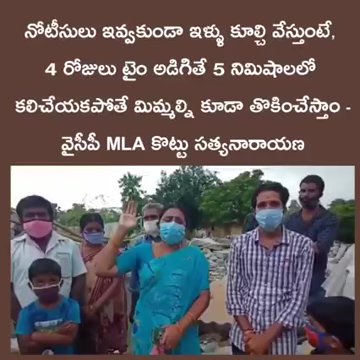 నోటీసులు ఇవ్వకుండా ఇళ్ళు కూల్చి వేస్తుంటే,
4 రోజులు టైం అడిగితే 5 నిమిషాలలో
కలిచేయకపోతే మిమ్మల్ని కూడా తొకించేస్తాం -
వైసీపీ MLA కొట్టు సత్యనారాయణ